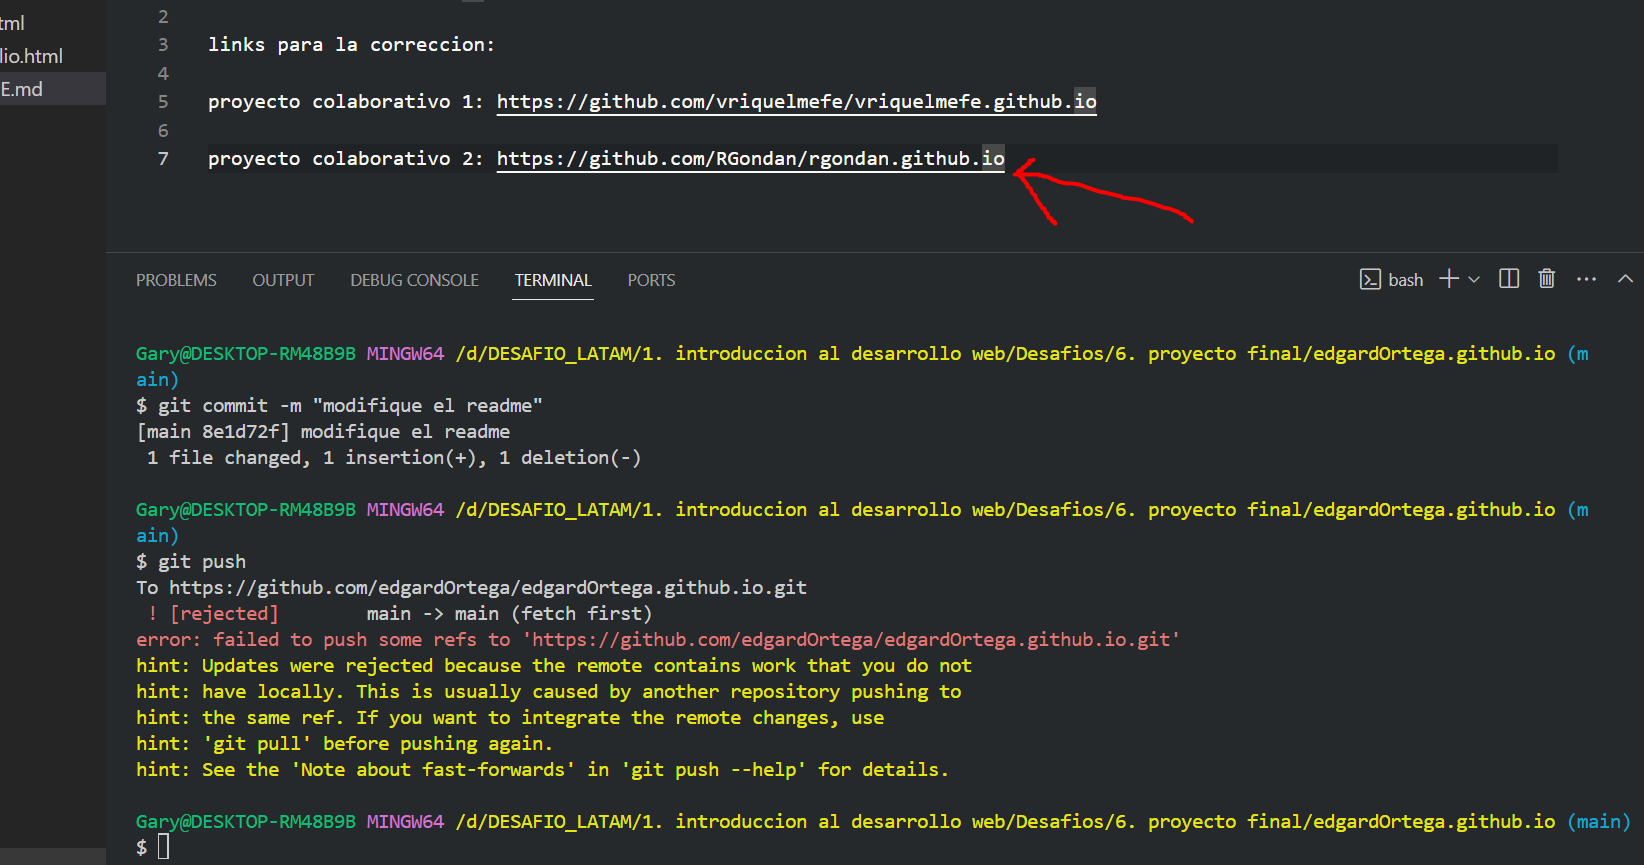 tml
lio.html
E.md
2
3 links para la correccion:
4
5 proyecto colaborativo 1: https://github.com/vriquelmefe/vriquelmefe.github.io
6
7 proyecto colaborativo 2: https://github.com/RGondan/rgondan.github.io
PROBLEMS OUTPUT DEBUG CONSOLE TERMINAL PORTS bash
Gary@DESKTOP-RM48B9B MINGW64 /d/DESAFIO_LATAM/1. introduccion al desarrollo web/Desafios/6. proyecto final/edgardOrtega.github.io (m
ain)
$ git commit -m "modifique el readme"
[main 8e1d72f] modifique el readme
1 file changed, 1 insertion(+), 1 deletion(-)
Gary@DESKTOP-RM48B9B MINGW64 /d/DESAFIO_LATAM/1. introduccion al desarrollo web/Desafios/6. proyecto final/edgardOrtega.github.io (m
ain)
$ git push
To https://github.com/edgardOrtega/edgardOrtega.github.io.git
! [rejected] main -> main (fetch first)
error: failed to push some refs to 'https://github.com/edgardOrtega/edgardOrtega.github.io.git'
hint: Updates were rejected because the remote contains work that you do not
hint: have locally. This is usually caused by another repository pushing to
hint: the same ref. If you want to integrate the remote changes, use
hint: 'git pull' before pushing again.
hint: See the 'Note about fast-forwards' in 'git push --help' for details.
Gary@DESKTOP-RM48B9B MINGW64 /d/DESAFIO_LATAM/1. introduccion al desarrollo web/Desafios/6. proyecto final/edgardOrtega.github.io (main)
$